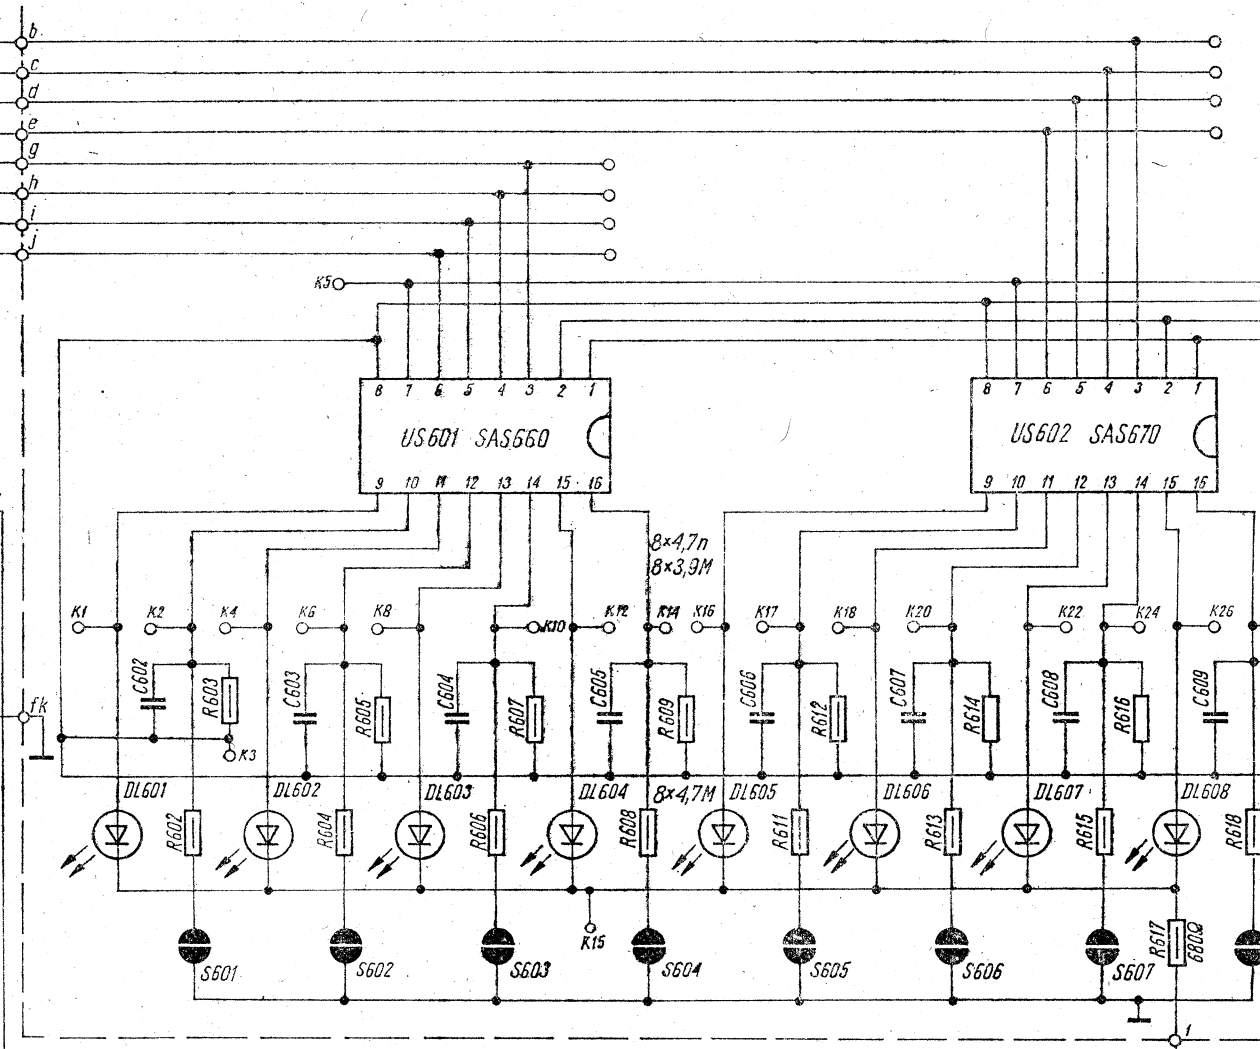 b
c
d
e
g
h
i
j
K5
8 7 6 5 4 3 2 1
8 7 6 5 4 3 2 1
US601 SAS660
US602 SAS670
9 10 11 12 13 14 15 16
9 10 11 12 13 14 15 16
8×4,7n
8×3,9M
K1 K2 K4 K6 K8 K10 K12 K14 K16 K17 K18 K20 K22 K24 K26
C602 R603 C603 R605 C604 R607 C605 R609 C606 R612 C607 R614 C608 R616 C609
fk
K3
DL601 DL602 DL603 DL604 8×4,7M DL605 DL606 DL607 DL608
R602 R604 R606 R608 R611 R613 R615 R618
K15
R617
680Ω
S601 S602 S603 S604 S605 S606 S607
1